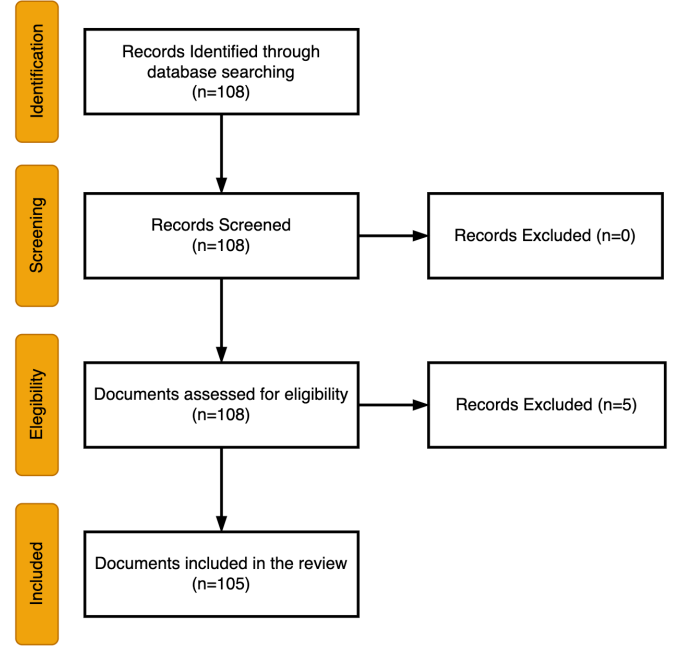 Identification
Records Identified through
database searching
(n=108)
Screening
Records Screened
(n=108)
Records Excluded (n=0)
Elegibility
Documents assessed for eligibility
(n=108)
Records Excluded (n=5)
Included
Documents included in the review
(n=105)